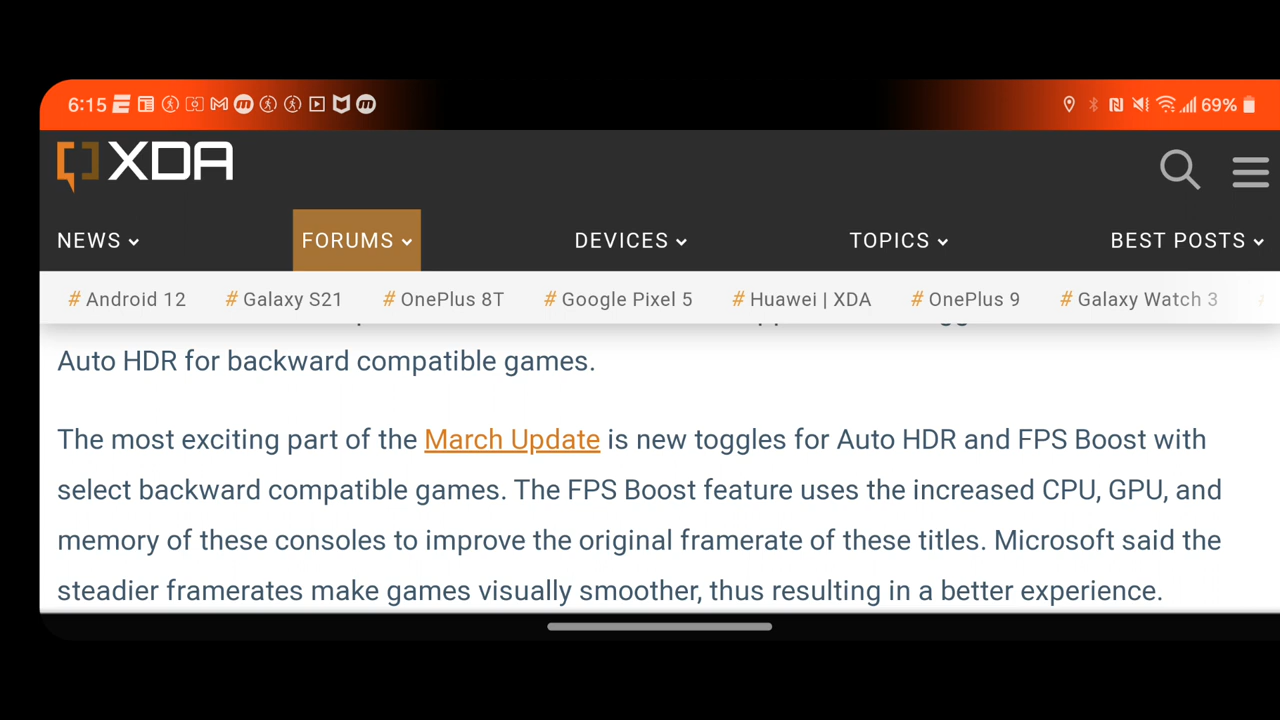 6:15 69%
XDA
NEWS FORUMS DEVICES TOPICS BEST POSTS
# Android 12 # Galaxy S21 # OnePlus 8T # Google Pixel 5 # Huawei | XDA # OnePlus 9 # Galaxy Watch 3
Auto HDR for backward compatible games.
The most exciting part of the March Update is new toggles for Auto HDR and FPS Boost with
select backward compatible games. The FPS Boost feature uses the increased CPU, GPU, and
memory of these consoles to improve the original framerate of these titles. Microsoft said the
steadier framerates make games visually smoother, thus resulting in a better experience.